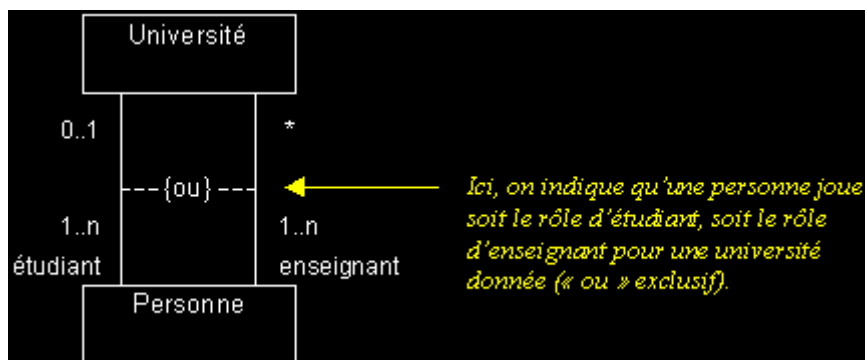 Université
0..1
*
---{ou}---
1..n
1..n
étudiant
enseignant
Personne
Ici, on indique qu'une personne joue
soit le rôle d'étudiant, soit le rôle
d'enseignant pour une université
donnée (« ou » exclusif).